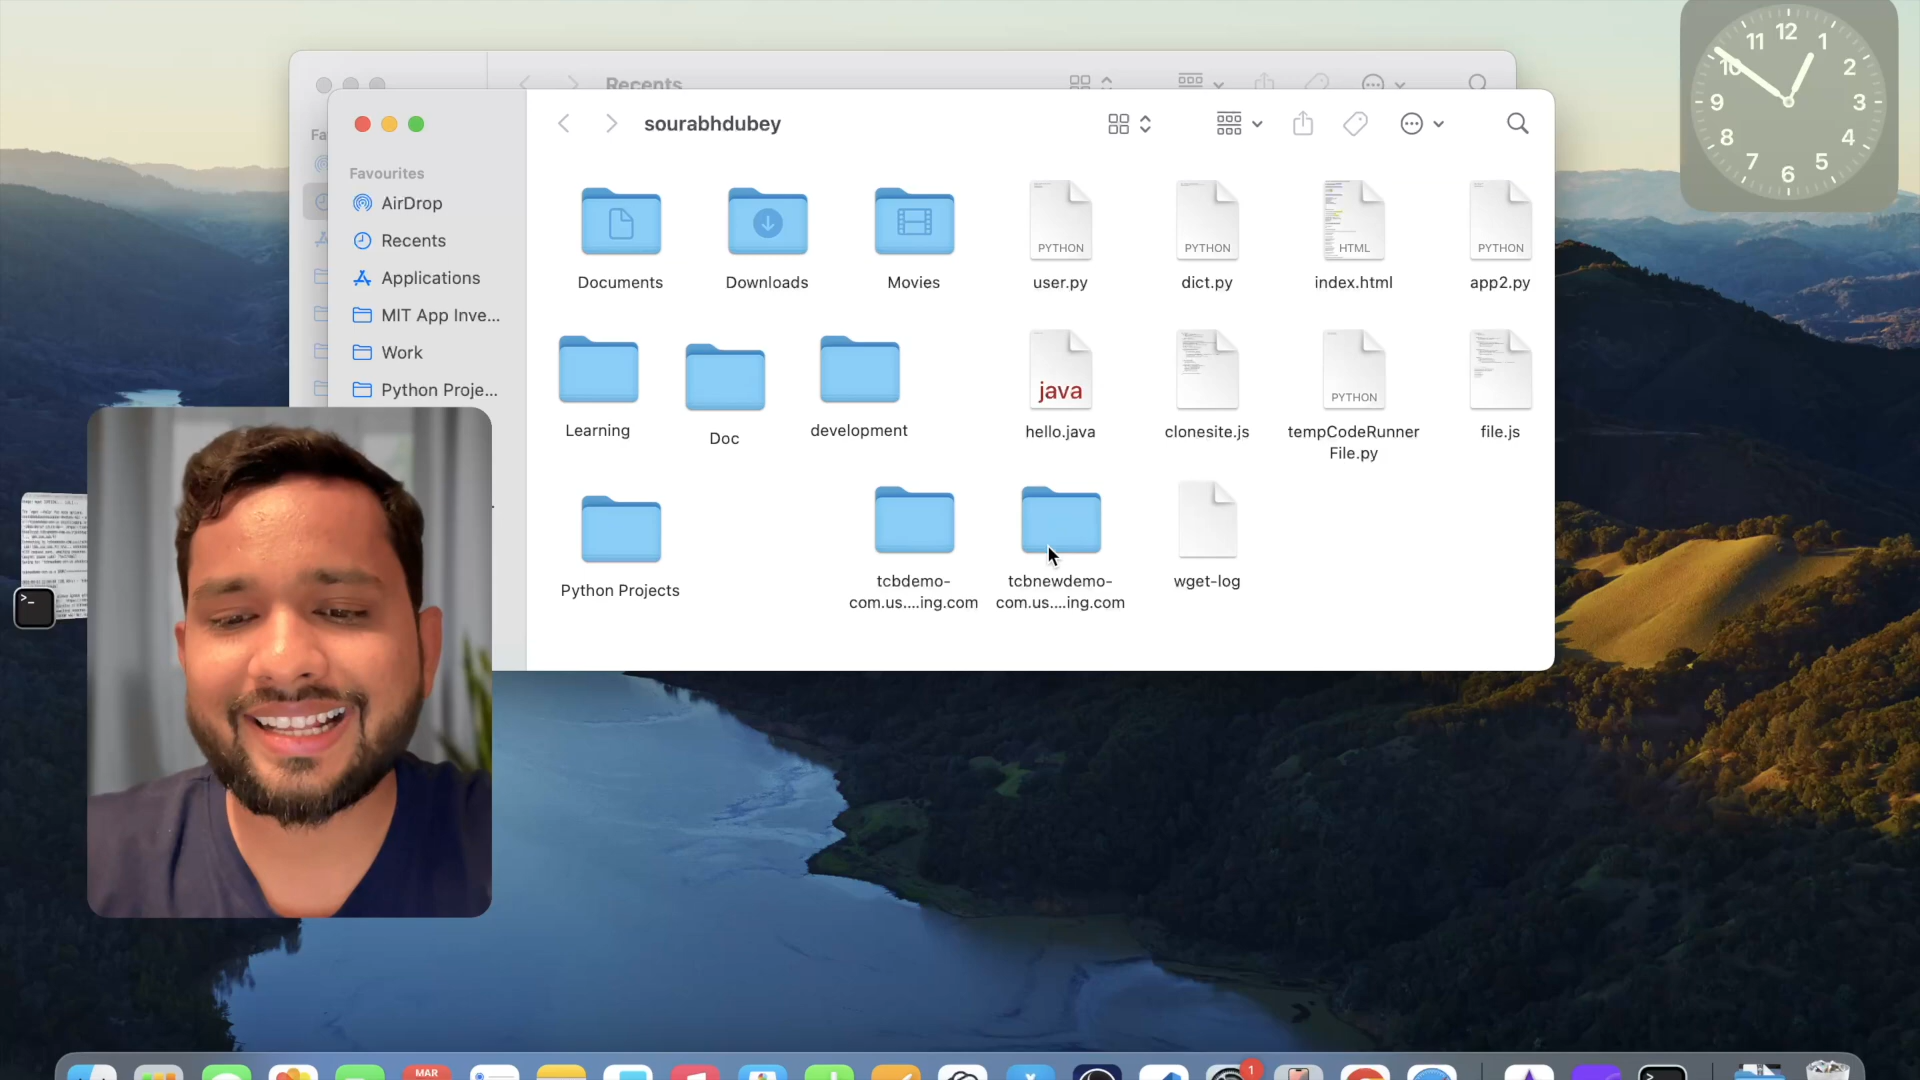 Recents
sourabhdubey
Fa
Favourites
AirDrop
Recents
Applications
MIT App Inve...
Work
Python Proje...
PYTHON
PYTHON
HTML
PYTHON
Documents
Downloads
Movies
user.py
dict.py
index.html
app2.py
java
PYTHON
Learning
Doc
development
hello.java
clonesite.js
tempCodeRunner
File.py
file.js
Python Projects
tcbdemo-
com.us....ing.com
tcbnewdemo-
com.us....ing.com
wget-log
12
1
2
3
4
5
6
7
8
9
10
11
>_
MAR
1